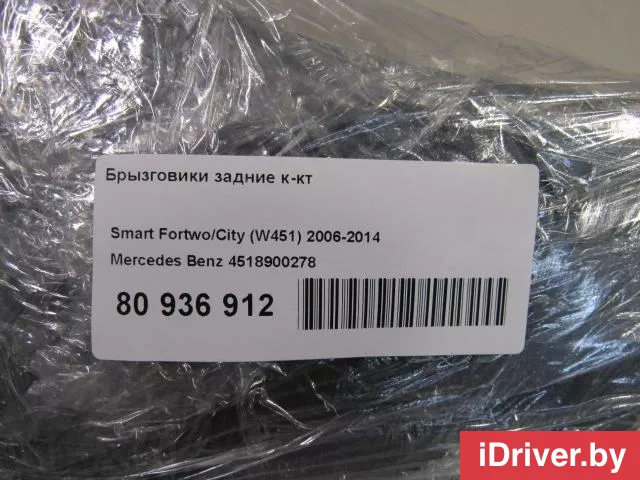 Брызговики задние к-кт
Smart Fortwo/City (W451) 2006-2014
Mercedes Benz 4518900278
80 936 912
iDriver.by